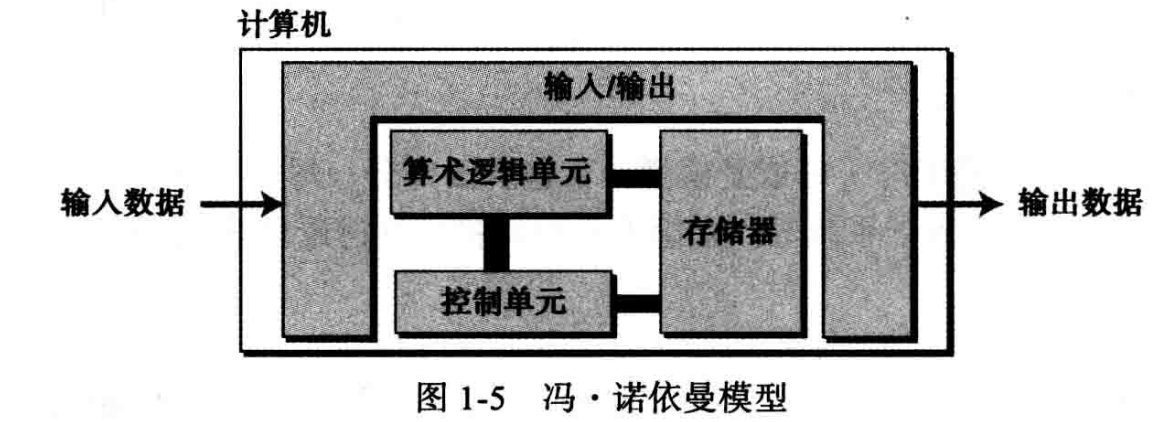 计算机
输入/输出
算术逻辑单元
输入数据
存储器
输出数据
控制单元
图 1-5 冯·诺依曼模型